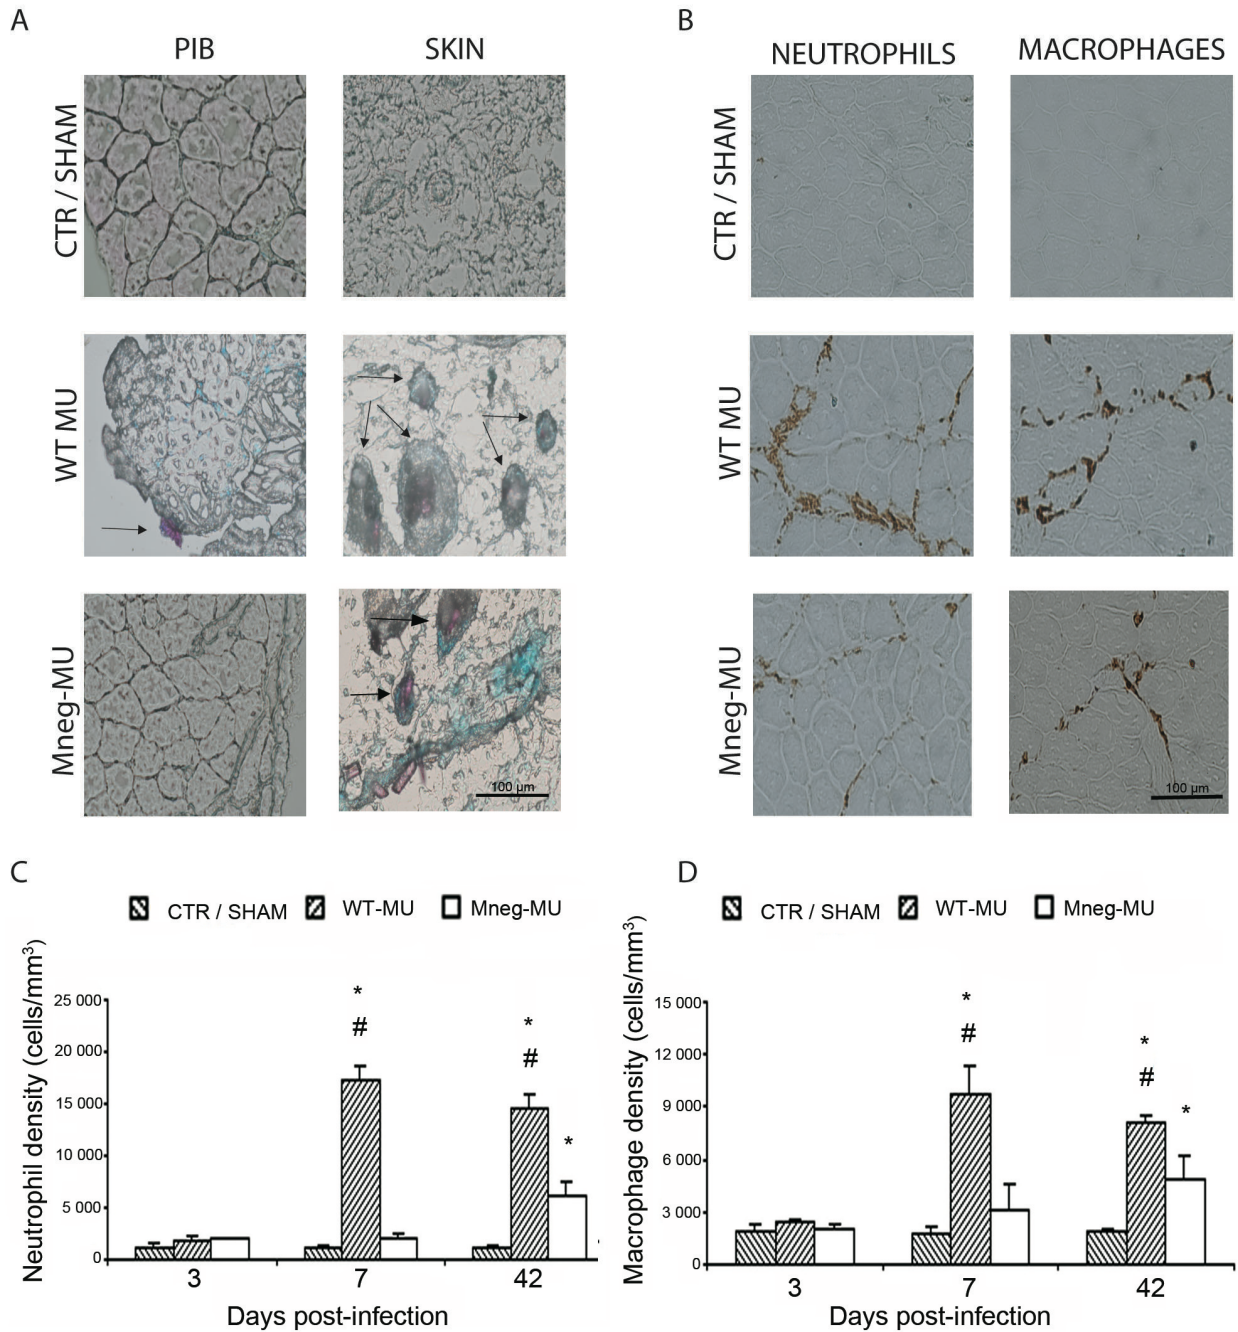 A
B
PIB
SKIN
NEUTROPHILS
MACROPHAGES
CTR / SHAM
CTR / SHAM
WT MU
WT MU
Mneg-MU
Mneg-MU
100 µm
100 µm
C
D
CTR / SHAM
WT-MU
Mneg-MU
CTR / SHAM
WT-MU
Mneg-MU
Neutrophil density (cells/mm³)
25 000
20 000
15 000
10 000
5 000
0
*
#
*
#
*
3
7
42
Days post-infection
Macrophage density (cells/mm³)
15 000
12 000
9 000
6 000
3 000
0
*
#
*
#
*
3
7
42
Days post-infection